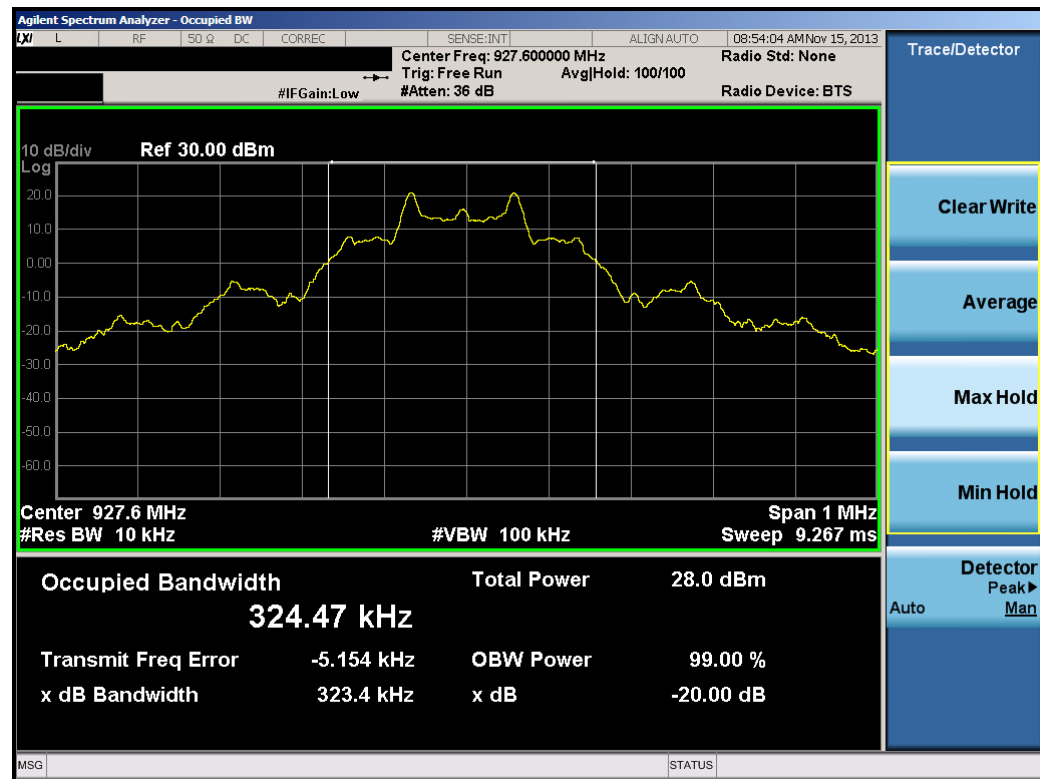 Agilent Spectrum Analyzer - Occupied BW
LXI L RF 50 Ω DC CORREC SENSE:INT ALIGN AUTO 08:54:04 AM Nov 15, 2013
Center Freq: 927.600000 MHz Radio Std: None
Trig: Free Run Avg|Hold: 100/100
#IFGain:Low #Atten: 36 dB Radio Device: BTS
10 dB/div Ref 30.00 dBm
Log
20.0
10.0
0.00
-10.0
-20.0
-30.0
-40.0
-50.0
-60.0
Center 927.6 MHz Span 1 MHz
#Res BW 10 kHz #VBW 100 kHz Sweep 9.267 ms
Occupied Bandwidth Total Power 28.0 dBm
324.47 kHz
Transmit Freq Error -5.154 kHz OBW Power 99.00 %
x dB Bandwidth 323.4 kHz x dB -20.00 dB
MSG STATUS
Trace/Detector
Clear Write
Average
Max Hold
Min Hold
Detector
Peak▶
Auto Man